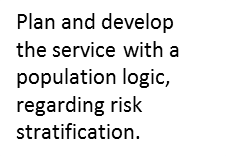 Plan and develop
the service with a
population logic,
regarding risk
stratification.